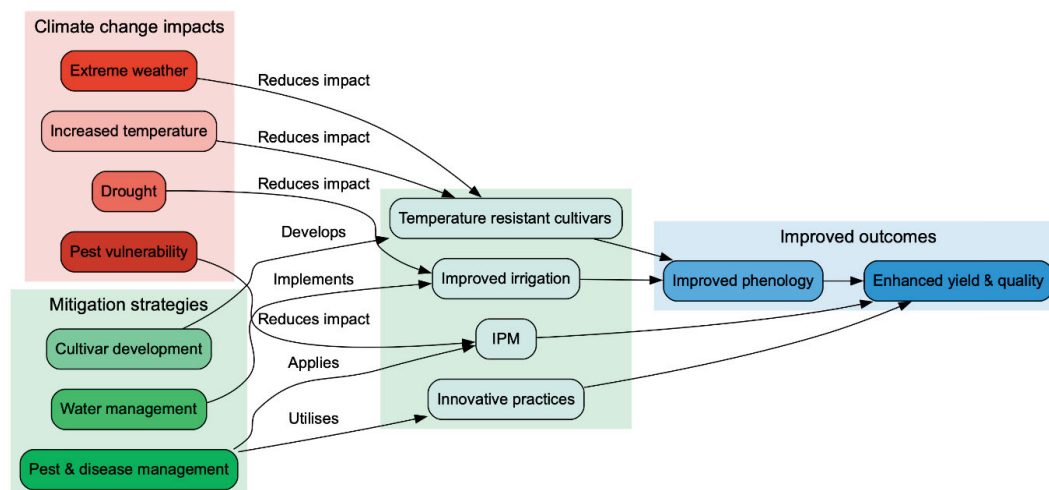 Climate change impacts
Extreme weather
Increased temperature
Drought
Pest vulnerability
Mitigation strategies
Cultivar development
Water management
Pest & disease management
Reduces impact
Reduces impact
Reduces impact
Develops
Implements
Reduces impact
Applies
Utilises
Temperature resistant cultivars
Improved irrigation
IPM
Innovative practices
Improved outcomes
Improved phenology
Enhanced yield & quality